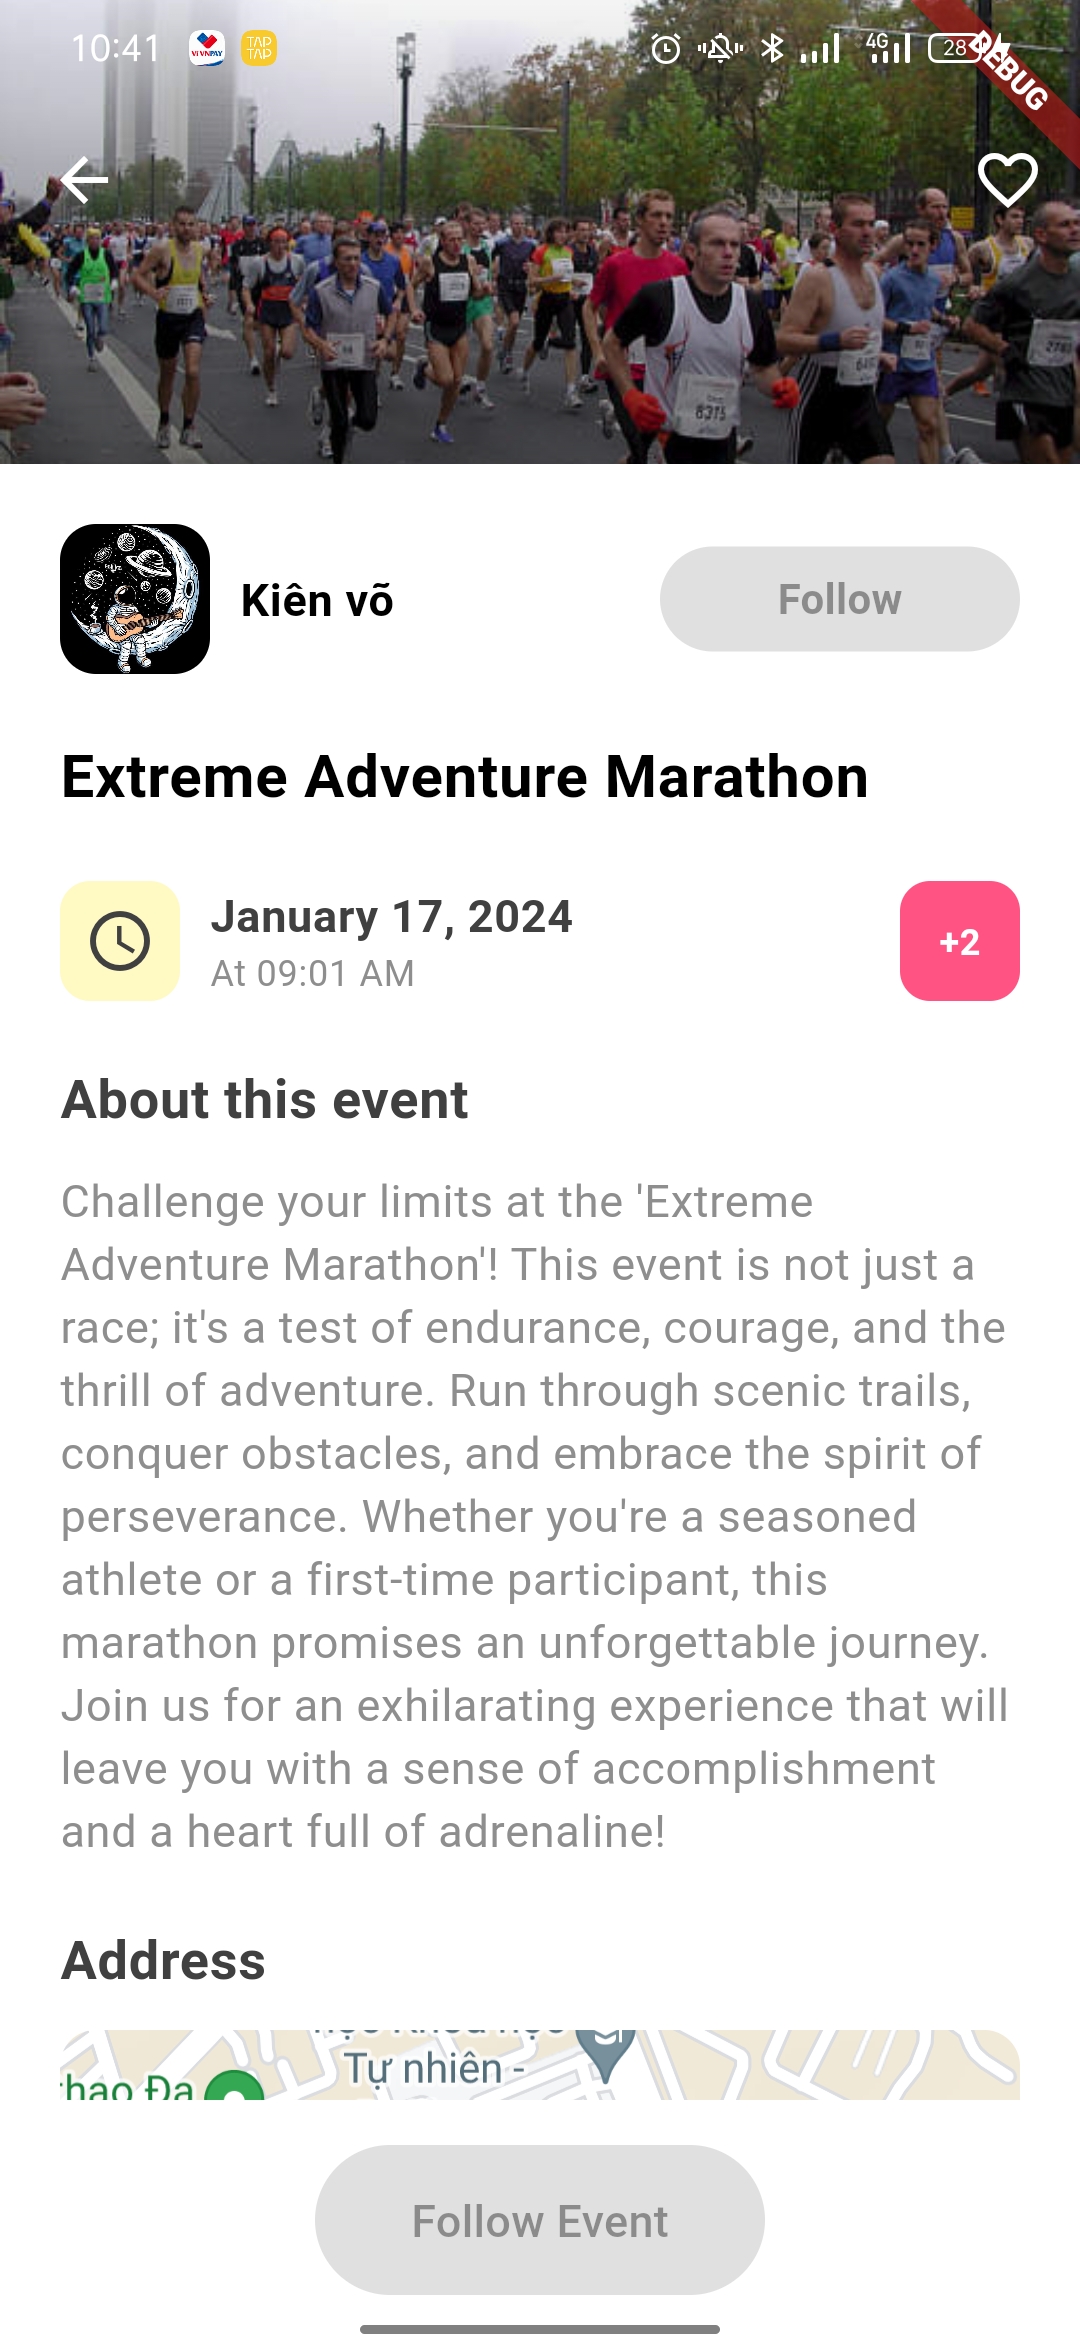 10:41
VÍ VNPAY
TAP
TAP
4G
28
DEBUG
8315
Kiên võ
Follow
Extreme Adventure Marathon
January 17, 2024
At 09:01 AM
+2
About this event
Challenge your limits at the 'Extreme
Adventure Marathon'! This event is not just a
race; it's a test of endurance, courage, and the
thrill of adventure. Run through scenic trails,
conquer obstacles, and embrace the spirit of
perseverance. Whether you're a seasoned
athlete or a first-time participant, this
marathon promises an unforgettable journey.
Join us for an exhilarating experience that will
leave you with a sense of accomplishment
and a heart full of adrenaline!
Address
Tự nhiên -
Đa
Follow Event